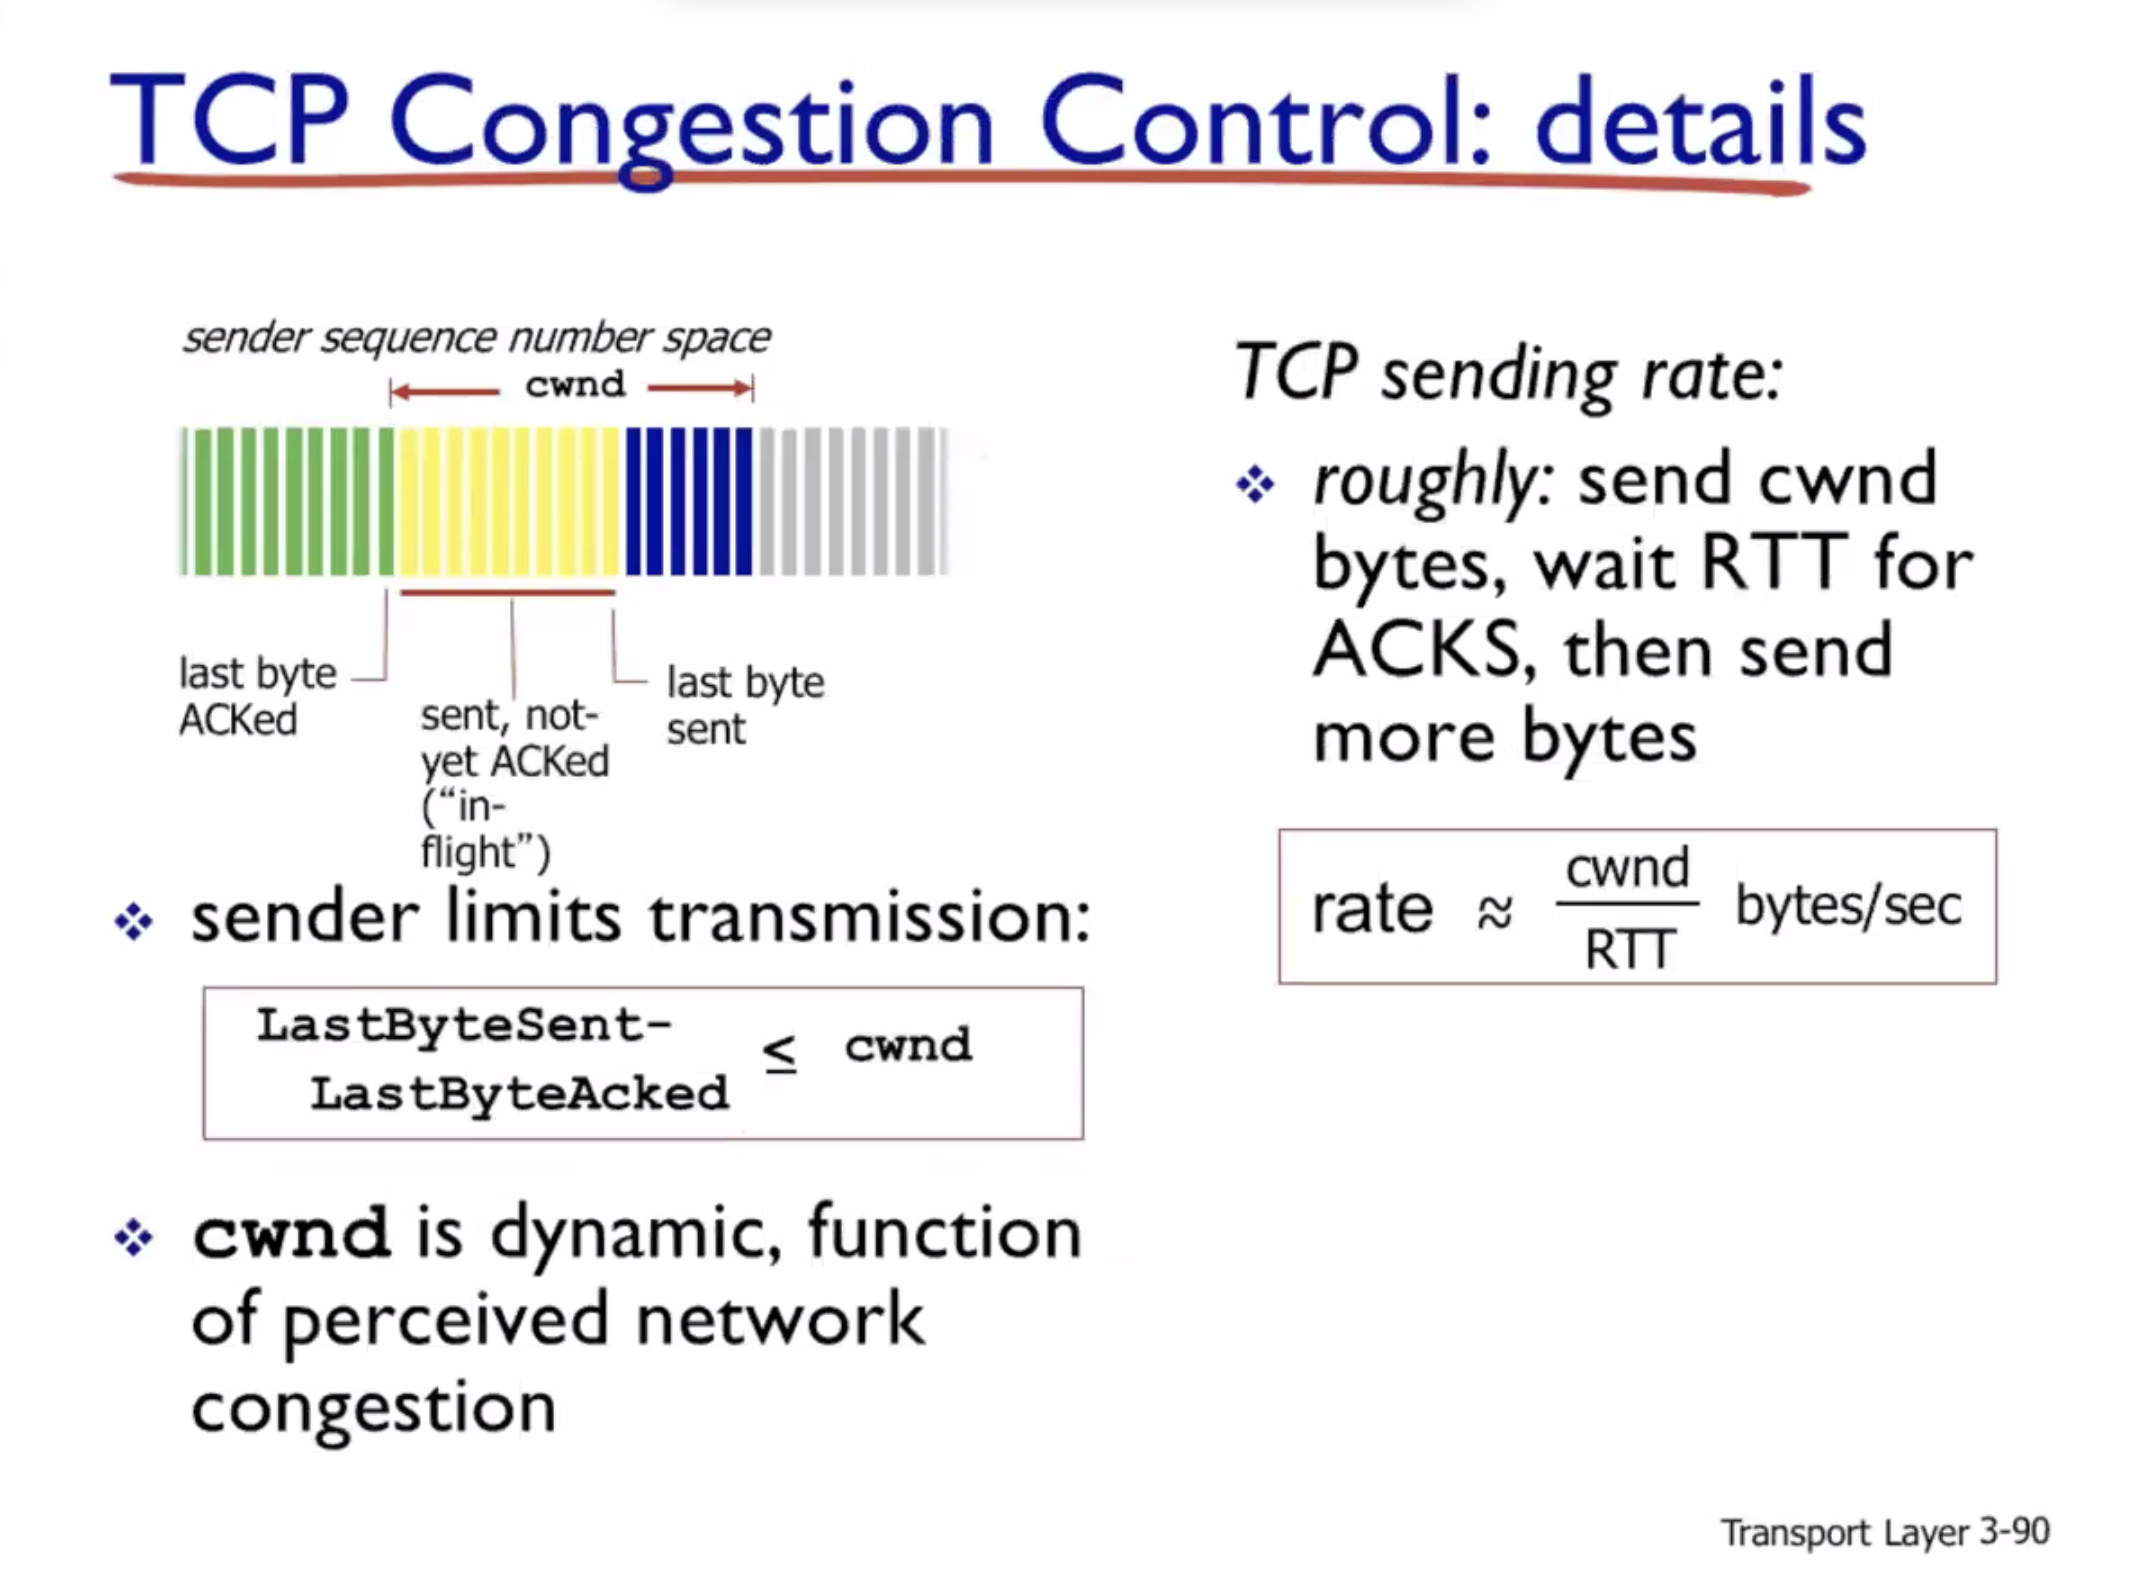 TCP Congestion Control: details
sender sequence number space
cwnd
last byte
ACKed
sent, not-
yet ACKed
(“in-
flight”)
last byte
sent
❖ sender limits transmission:
LastByteSent-
LastByteAcked
≤ cwnd
❖ cwnd is dynamic, function
of perceived network
congestion
TCP sending rate:
❖ roughly: send cwnd
bytes, wait RTT for
ACKS, then send
more bytes
cwnd
rate ≈ bytes/sec
RTT
Transport Layer 3-90